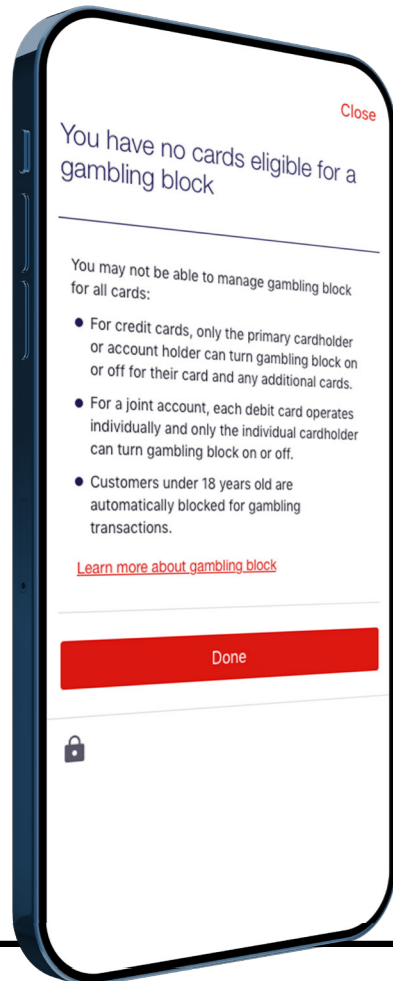 Close
You have no cards eligible for a
gambling block
You may not be able to manage gambling block
for all cards:
• For credit cards, only the primary cardholder
or account holder can turn gambling block on
or off for their card and any additional cards.
• For a joint account, each debit card operates
individually and only the individual cardholder
can turn gambling block on or off.
• Customers under 18 years old are
automatically blocked for gambling
transactions.
Learn more about gambling block
Done